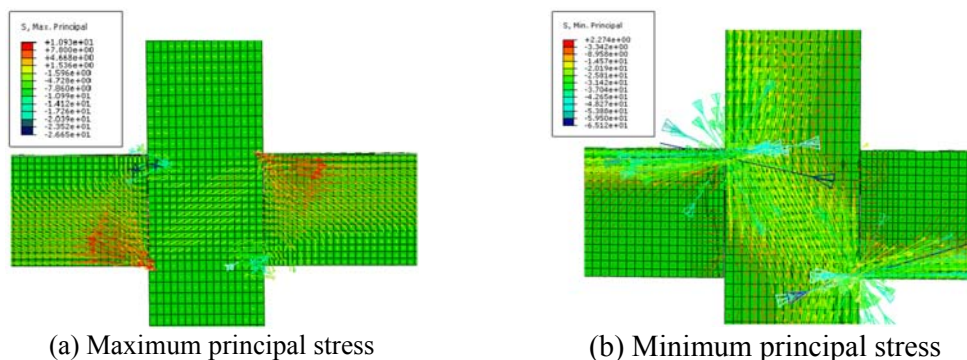 S, Max. Principal
+1.093e+01
+7.800e+00
+4.668e+00
+1.536e+00
-1.596e+00
-4.728e+00
-7.860e+00
-1.099e+01
-1.412e+01
-1.726e+01
-2.039e+01
-2.352e+01
-2.665e+01
S, Min. Principal
+2.274e+00
-3.342e+00
-8.958e+00
-1.457e+01
-2.019e+01
-2.581e+01
-3.142e+01
-3.704e+01
-4.265e+01
-4.827e+01
-5.388e+01
-5.950e+01
-6.512e+01
(a) Maximum principal stress
(b) Minimum principal stress